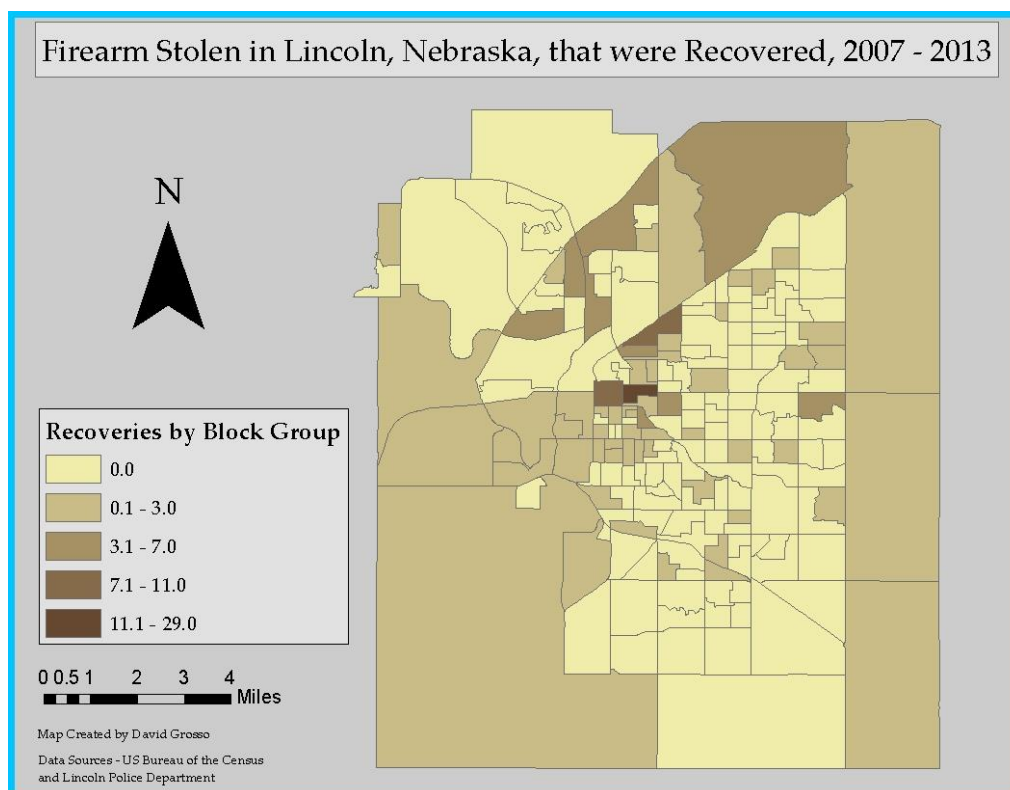 Firearm Stolen in Lincoln, Nebraska, that were Recovered, 2007 - 2013
N
Recoveries by Block Group
0.0
0.1 - 3.0
3.1 - 7.0
7.1 - 11.0
11.1 - 29.0
0 0.5 1 2 3 4
Miles
Map Created by David Grosso
Data Sources - US Bureau of the Census
and Lincoln Police Department